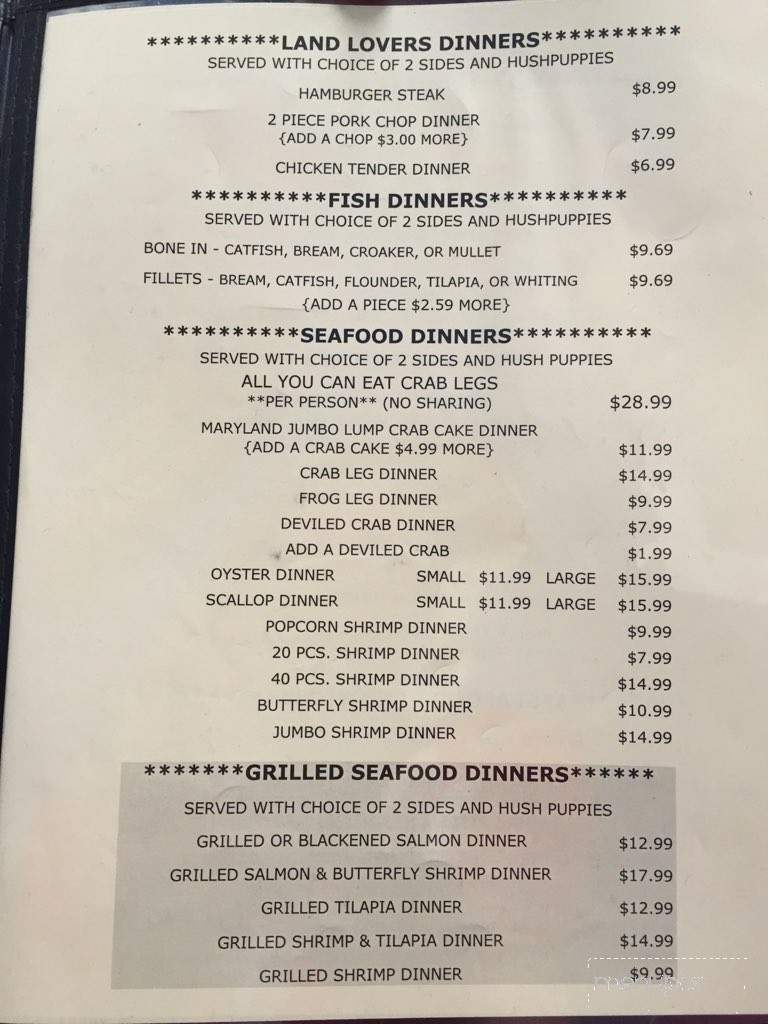 **********LAND LOVERS DINNERS**********
SERVED WITH CHOICE OF 2 SIDES AND HUSHPUPPIES
HAMBURGER STEAK $8.99
2 PIECE PORK CHOP DINNER
{ADD A CHOP $3.00 MORE} $7.99
CHICKEN TENDER DINNER $6.99
**********FISH DINNERS**********
SERVED WITH CHOICE OF 2 SIDES AND HUSHPUPPIES
BONE IN - CATFISH, BREAM, CROAKER, OR MULLET $9.69
FILLETS - BREAM, CATFISH, FLOUNDER, TILAPIA, OR WHITING $9.69
{ADD A PIECE $2.59 MORE}
**********SEAFOOD DINNERS**********
SERVED WITH CHOICE OF 2 SIDES AND HUSH PUPPIES
ALL YOU CAN EAT CRAB LEGS
**PER PERSON** (NO SHARING) $28.99
MARYLAND JUMBO LUMP CRAB CAKE DINNER
{ADD A CRAB CAKE $4.99 MORE} $11.99
CRAB LEG DINNER $14.99
FROG LEG DINNER $9.99
DEVILED CRAB DINNER $7.99
ADD A DEVILED CRAB $1.99
OYSTER DINNER SMALL $11.99 LARGE $15.99
SCALLOP DINNER SMALL $11.99 LARGE $15.99
POPCORN SHRIMP DINNER $9.99
20 PCS. SHRIMP DINNER $7.99
40 PCS. SHRIMP DINNER $14.99
BUTTERFLY SHRIMP DINNER $10.99
JUMBO SHRIMP DINNER $14.99
*******GRILLED SEAFOOD DINNERS******
SERVED WITH CHOICE OF 2 SIDES AND HUSH PUPPIES
GRILLED OR BLACKENED SALMON DINNER $12.99
GRILLED SALMON & BUTTERFLY SHRIMP DINNER $17.99
GRILLED TILAPIA DINNER $12.99
GRILLED SHRIMP & TILAPIA DINNER $14.99
GRILLED SHRIMP DINNER $9.99